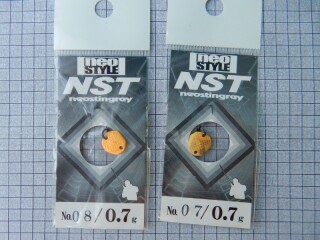 neo
STYLE
NST
neostingray
No. 08/0.7g
neo
STYLE
NST
neostingray
No. 07/0.7g